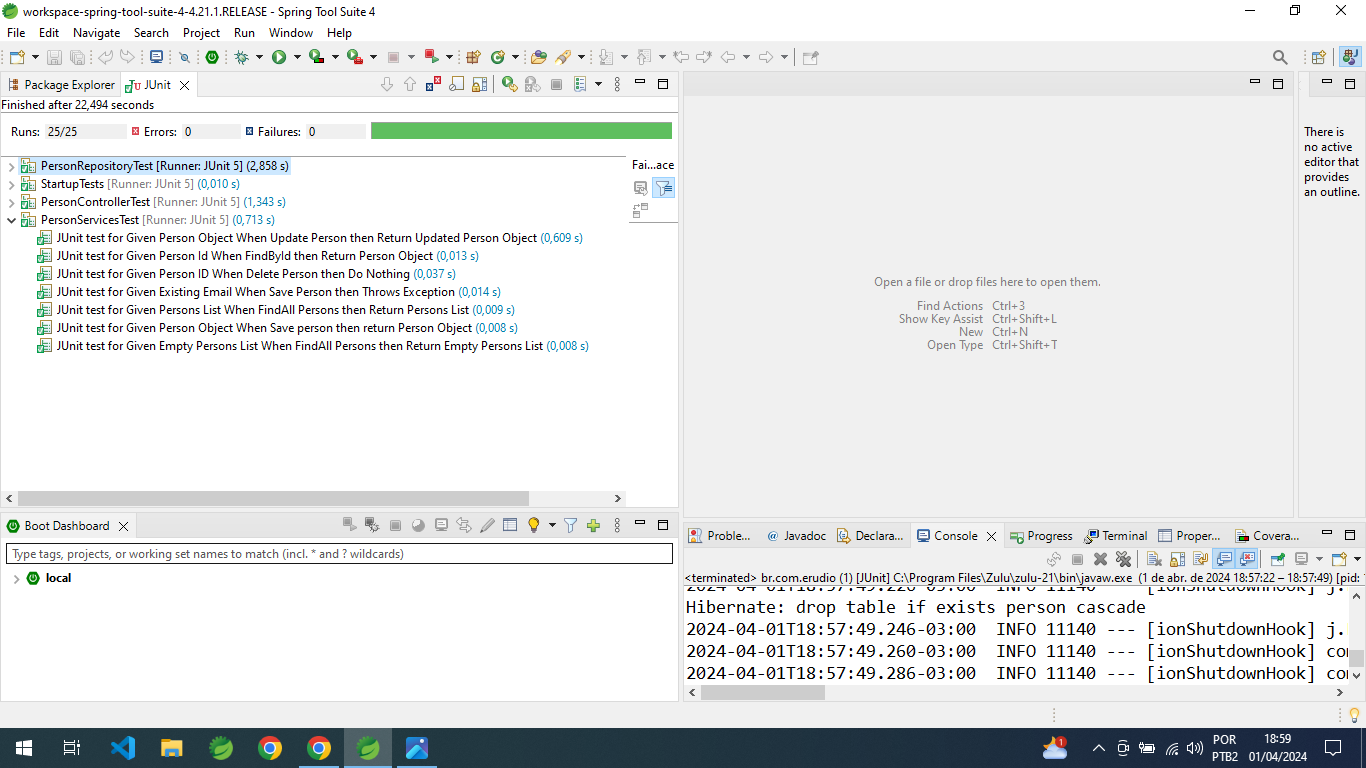 workspace-spring-tool-suite-4-4.21.1.RELEASE - Spring Tool Suite 4
File Edit Navigate Search Project Run Window Help
Package Explorer JUnit
Finished after 22,494 seconds
Runs: 25/25 Errors: 0 Failures: 0
PersonRepositoryTest [Runner: JUnit 5] (2,858 s)
StartupTests [Runner: JUnit 5] (0,010 s)
PersonControllerTest [Runner: JUnit 5] (1,343 s)
PersonServicesTest [Runner: JUnit 5] (0,713 s)
JUnit test for Given Person Object When Update Person then Return Updated Person Object (0,609 s)
JUnit test for Given Person Id When FindById then Return Person Object (0,013 s)
JUnit test for Given Person ID When Delete Person then Do Nothing (0,037 s)
JUnit test for Given Existing Email When Save Person then Throws Exception (0,014 s)
JUnit test for Given Persons List When FindAll Persons then Return Persons List (0,009 s)
JUnit test for Given Person Object When Save person then return Person Object (0,008 s)
JUnit test for Given Empty Persons List When FindAll Persons then Return Empty Persons List (0,008 s)
Fai...ace
Open a file or drop files here to open them.
Find Actions Ctrl+3
Show Key Assist Ctrl+Shift+L
New Ctrl+N
Open Type Ctrl+Shift+T
There is
no active
editor that
provides
an outline.
Boot Dashboard
Type tags, projects, or working set names to match (incl. * and ? wildcards)
local
Proble... Javadoc Declara... Console Progress Terminal Proper... Covera...
<terminated> br.com.erudio (1) [JUnit] C:\Program Files\Zulu\zulu-21\bin\javaw.exe (1 de abr. de 2024 18:57:22 – 18:57:49) [pid:
Hibernate: drop table if exists person cascade
2024-04-01T18:57:49.246-03:00 INFO 11140 --- [ionShutdownHook] j.
2024-04-01T18:57:49.260-03:00 INFO 11140 --- [ionShutdownHook] co
2024-04-01T18:57:49.286-03:00 INFO 11140 --- [ionShutdownHook] co
1
POR
PTB2
18:59
01/04/2024